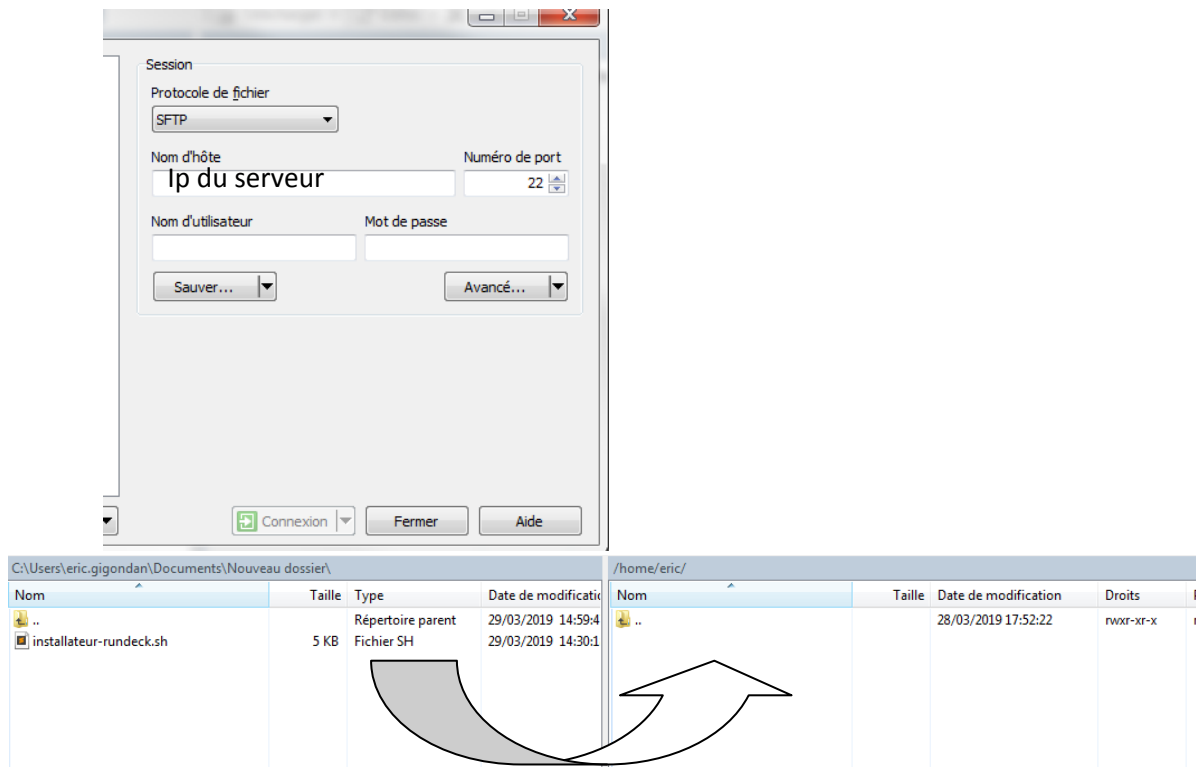 Session
Protocole de fichier
SFTP
Nom d'hôte Numéro de port
Ip du serveur 22
Nom d'utilisateur Mot de passe
Sauver... Avancé...
Connexion Fermer Aide
C:\Users\eric.gigondan\Documents\Nouveau dossier\ /home/eric/
Nom Taille Type Date de modificatio Nom Taille Date de modification Droits
.. Répertoire parent 29/03/2019 14:59:4 .. 28/03/2019 17:52:22 rwxr-xr-x
installateur-rundeck.sh 5 KB Fichier SH 29/03/2019 14:30:1